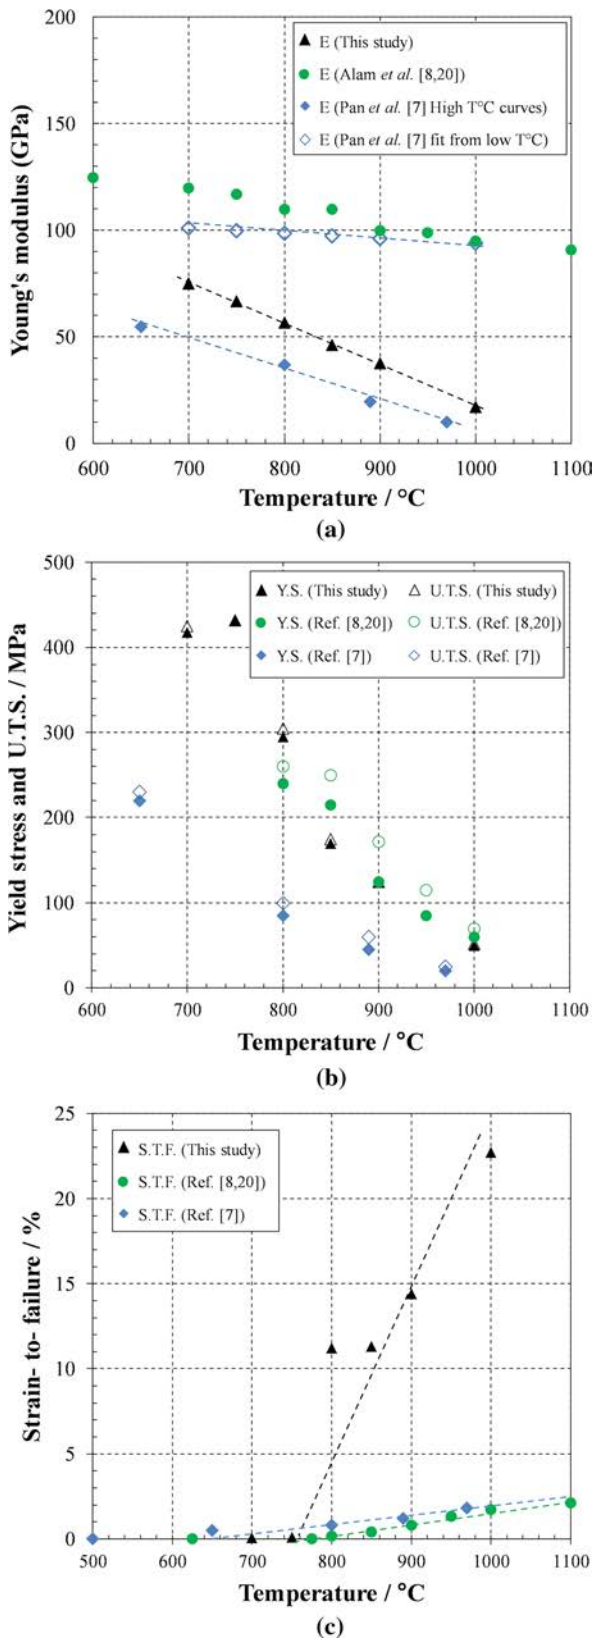 200
150
100
50
0
Young's modulus (GPa)
E (This study)
E (Alam et al. [8,20])
E (Pan et al. [7] High T°C curves)
E (Pan et al. [7] fit from low T°C)
600 700 800 900 1000 1100
Temperature / °C
(a)
500
400
300
200
100
0
Yield stress and U.T.S. / MPa
Y.S. (This study) U.T.S. (This study)
Y.S. (Ref. [8,20]) U.T.S. (Ref. [8,20])
Y.S. (Ref. [7]) U.T.S. (Ref. [7])
600 700 800 900 1000 1100
Temperature / °C
(b)
25
20
15
10
5
0
Strain- to- failure / %
S.T.F. (This study)
S.T.F. (Ref. [8,20])
S.T.F. (Ref. [7])
500 600 700 800 900 1000 1100
Temperature / °C
(c)